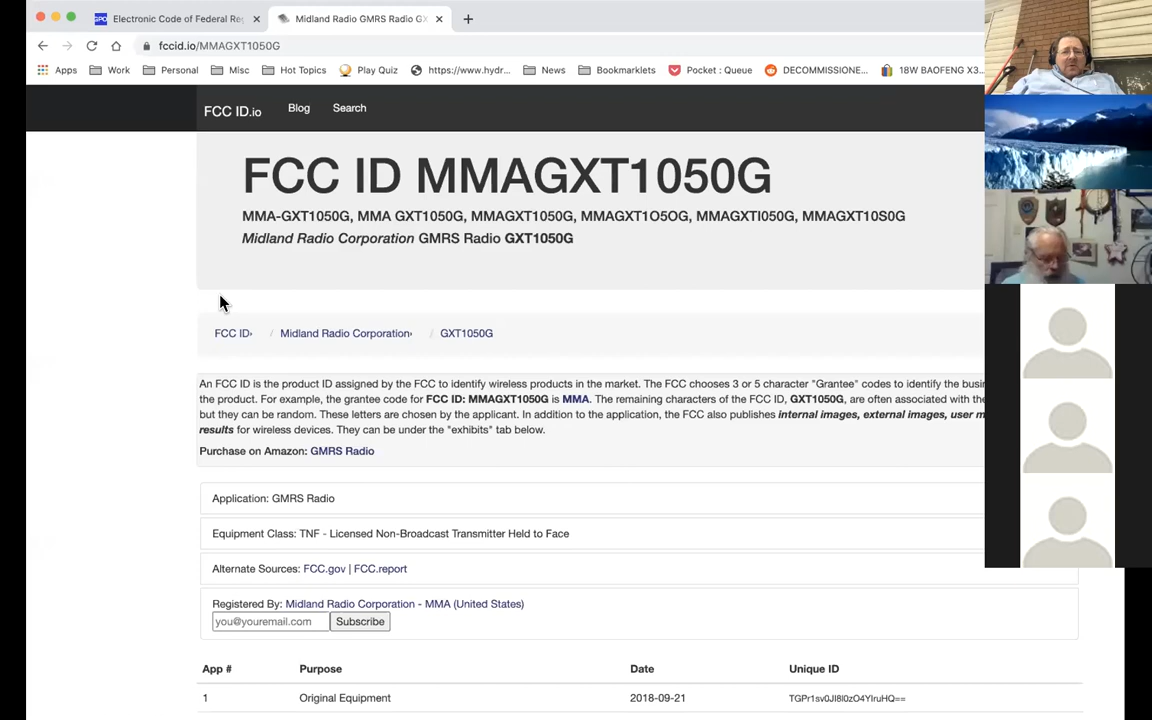 Electronic Code of Federal Re
Midland Radio GMRS Radio GX
fccid.io/MMAGXT1050G
Apps Work Personal Misc Hot Topics Play Quiz https://www.hydr... News Bookmarklets Pocket : Queue DECOMMISSIONE... 18W BAOFENG X3...
FCC ID.io Blog Search
FCC ID MMAGXT1050G
MMA-GXT1050G, MMA GXT1050G, MMAGXT1050G, MMAGXT1O5OG, MMAGXTI050G, MMAGXT10S0G
Midland Radio Corporation GMRS Radio GXT1050G
FCC ID› / Midland Radio Corporation› / GXT1050G
An FCC ID is the product ID assigned by the FCC to identify wireless products in the market. The FCC chooses 3 or 5 character "Grantee" codes to identify the busi
the product. For example, the grantee code for FCC ID: MMAGXT1050G is MMA. The remaining characters of the FCC ID, GXT1050G, are often associated with the
but they can be random. These letters are chosen by the applicant. In addition to the application, the FCC also publishes internal images, external images, user m
results for wireless devices. They can be under the "exhibits" tab below.
Purchase on Amazon: GMRS Radio
Application: GMRS Radio
Equipment Class: TNF - Licensed Non-Broadcast Transmitter Held to Face
Alternate Sources: FCC.gov | FCC.report
Registered By: Midland Radio Corporation - MMA (United States)
you@youremail.com Subscribe
App # Purpose Date Unique ID
1 Original Equipment 2018-09-21